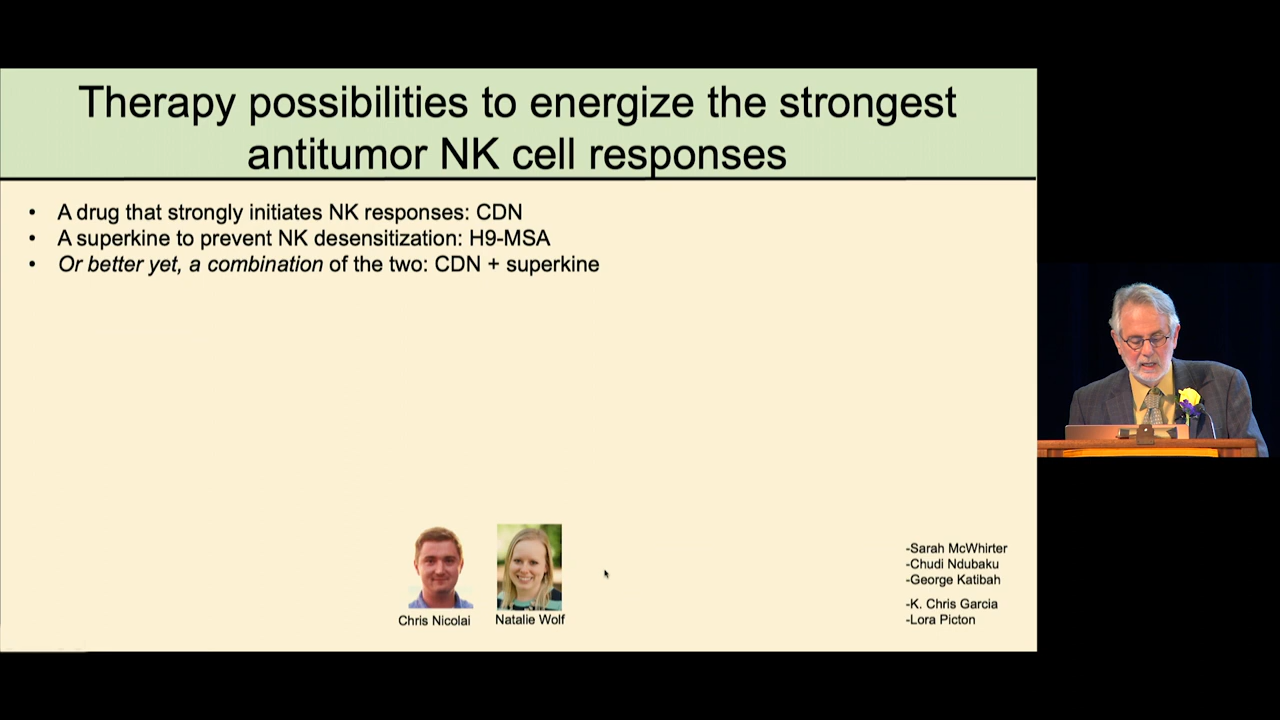 Therapy possibilities to energize the strongest
antitumor NK cell responses
• A drug that strongly initiates NK responses: CDN
• A superkine to prevent NK desensitization: H9-MSA
• Or better yet, a combination of the two: CDN + superkine
Chris Nicolai
Natalie Wolf
-Sarah McWhirter
-Chudi Ndubaku
-George Katibah
-K. Chris Garcia
-Lora Picton